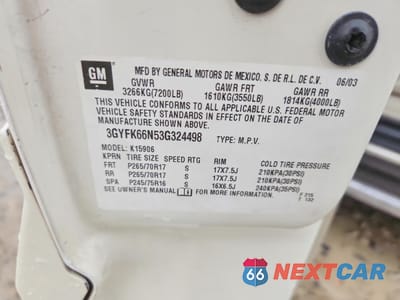 GM
MFD BY GENERAL MOTORS DE MEXICO. S. DE R.L. DE C.V. 06/03
GVWR GAWR FRT GAWR RR
3266KG(7200LB) 1610KG(3550LB) 1814KG(4000LB)
THIS VEHICLE CONFORMS TO ALL APPLICABLE U.S. FEDERAL MOTOR
VEHICLE SAFETY STANDARDS IN EFFECT ON THE DATE OF
MANUFACTURE SHOWN ABOVE.
3GYFK66N53G324498 TYPE: M.P.V.
MODEL: K15906
KPRN TIRE SIZE SPEED RTG RIM COLD TIRE PRESSURE
FRT P265/70R17 S 17X7.5J 210KPA(30PSI)
RR P265/70R17 S 17X7.5J 210KPA(30PSI)
SPA P245/75R16 S 16X6.5J 240KPA(35PSI)
SEE OWNER'S MANUAL
66 NEXTCAR